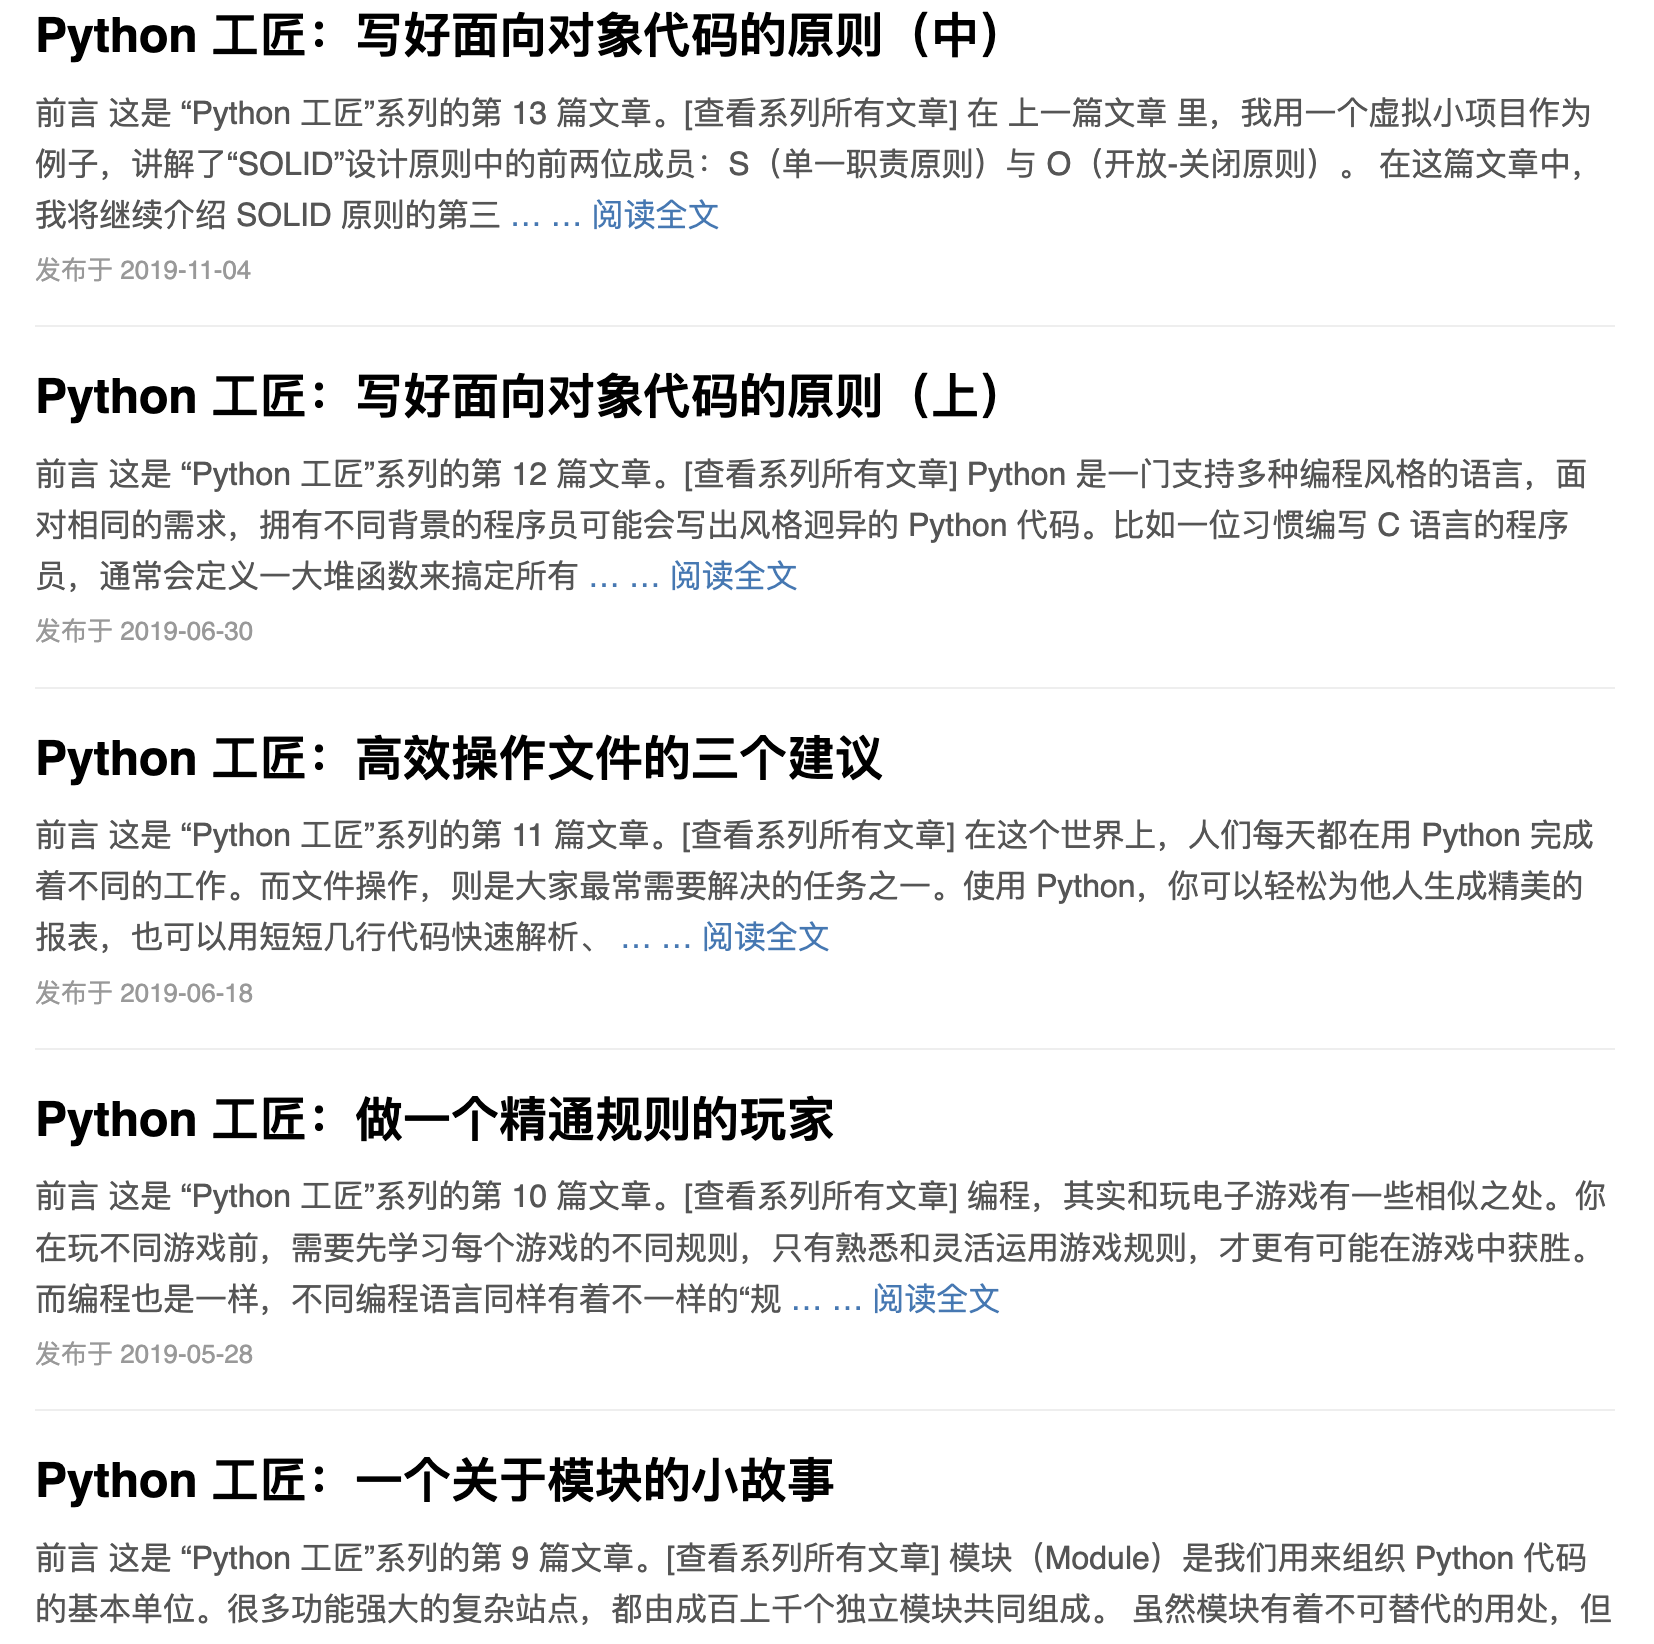 Python 工匠：写好面向对象代码的原则（中）
前言 这是 “Python 工匠”系列的第 13 篇文章。[查看系列所有文章] 在 上一篇文章 里，我用一个虚拟小项目作为
例子，讲解了“SOLID”设计原则中的前两位成员：S（单一职责原则）与 O（开放-关闭原则）。 在这篇文章中，
我将继续介绍 SOLID 原则的第三 … … 阅读全文
发布于 2019-11-04
Python 工匠：写好面向对象代码的原则（上）
前言 这是 “Python 工匠”系列的第 12 篇文章。[查看系列所有文章] Python 是一门支持多种编程风格的语言，面
对相同的需求，拥有不同背景的程序员可能会写出风格迥异的 Python 代码。比如一位习惯编写 C 语言的程序
员，通常会定义一大堆函数来搞定所有 … … 阅读全文
发布于 2019-06-30
Python 工匠：高效操作文件的三个建议
前言 这是 “Python 工匠”系列的第 11 篇文章。[查看系列所有文章] 在这个世界上，人们每天都在用 Python 完成
着不同的工作。而文件操作，则是大家最常需要解决的任务之一。使用 Python，你可以轻松为他人生成精美的
报表，也可以用短短几行代码快速解析、 … … 阅读全文
发布于 2019-06-18
Python 工匠：做一个精通规则的玩家
前言 这是 “Python 工匠”系列的第 10 篇文章。[查看系列所有文章] 编程，其实和玩电子游戏有一些相似之处。你
在玩不同游戏前，需要先学习每个游戏的不同规则，只有熟悉和灵活运用游戏规则，才更有可能在游戏中获胜。
而编程也是一样，不同编程语言同样有着不一样的“规 … … 阅读全文
发布于 2019-05-28
Python 工匠：一个关于模块的小故事
前言 这是 “Python 工匠”系列的第 9 篇文章。[查看系列所有文章] 模块（Module）是我们用来组织 Python 代码
的基本单位。很多功能强大的复杂站点，都由成百上千个独立模块共同组成。 虽然模块有着不可替代的用处，但